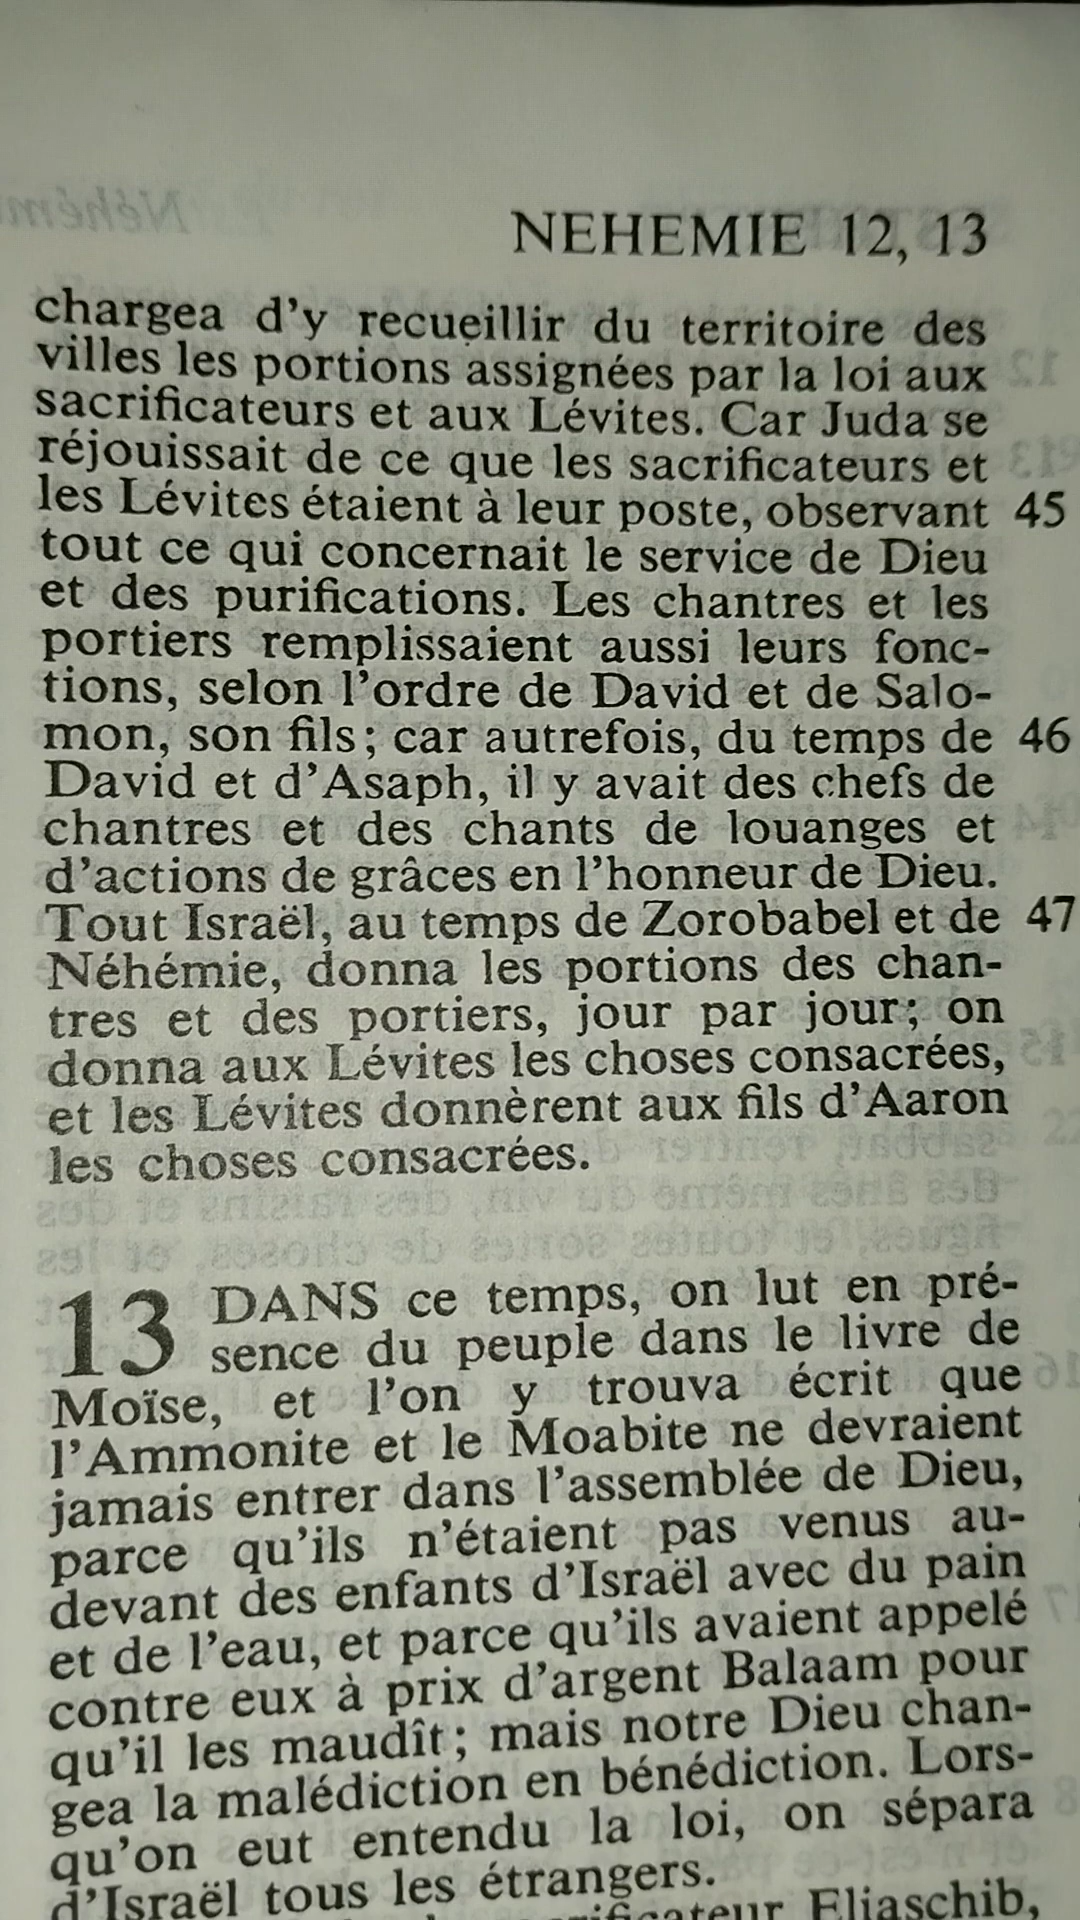 NEHEMIE 12, 13
chargea d'y recueillir du territoire des
villes les portions assignées par la loi aux
sacrificateurs et aux Lévites. Car Juda se
réjouissait de ce que les sacrificateurs et
les Lévites étaient à leur poste, observant 45
tout ce qui concernait le service de Dieu
et des purifications. Les chantres et les
portiers remplissaient aussi leurs fonc-
tions, selon l'ordre de David et de Salo-
mon, son fils; car autrefois, du temps de 46
David et d'Asaph, il y avait des chefs de
chantres et des chants de louanges et
d'actions de grâces en l'honneur de Dieu.
Tout Israël, au temps de Zorobabel et de 47
Néhémie, donna les portions des chan-
tres et des portiers, jour par jour; on
donna aux Lévites les choses consacrées,
et les Lévites donnèrent aux fils d'Aaron
les choses consacrées.
13 DANS ce temps, on lut en pré-
sence du peuple dans le livre de
Moïse, et l'on y trouva écrit que
l'Ammonite et le Moabite ne devraient
jamais entrer dans l'assemblée de Dieu,
parce qu'ils n'étaient pas venus au-
devant des enfants d'Israël avec du pain
et de l'eau, et parce qu'ils avaient appelé
contre eux à prix d'argent Balaam pour
qu'il les maudît; mais notre Dieu chan-
gea la malédiction en bénédiction. Lors-
qu'on eut entendu la loi, on sépara
d'Israël tous les étrangers.
Eliaschib,